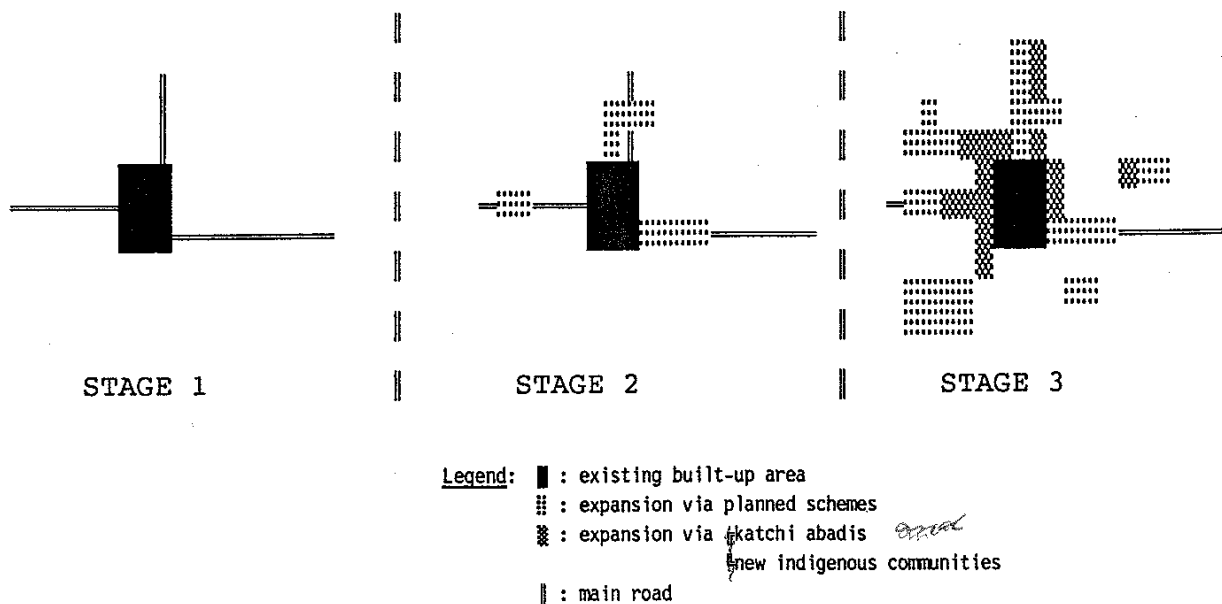 STAGE 1
STAGE 2
STAGE 3
Legend: : existing built-up area
: expansion via planned schemes
: expansion via katchi abadis
new indigenous communities
: main road